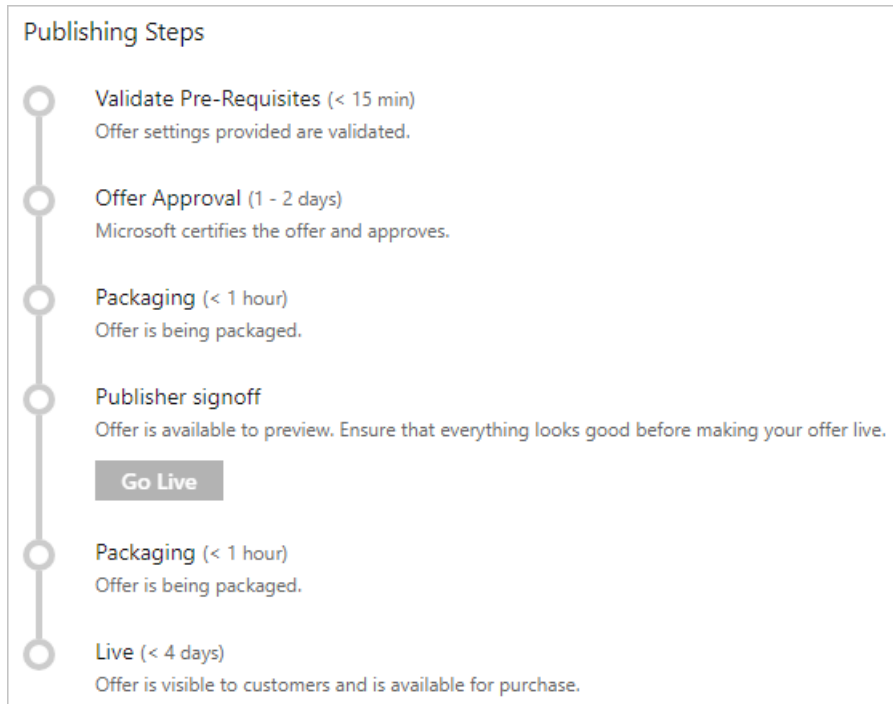 Publishing Steps
Validate Pre-Requisites (< 15 min)
Offer settings provided are validated.
Offer Approval (1 - 2 days)
Microsoft certifies the offer and approves.
Packaging (< 1 hour)
Offer is being packaged.
Publisher signoff
Offer is available to preview. Ensure that everything looks good before making your offer live.
Go Live
Packaging (< 1 hour)
Offer is being packaged.
Live (< 4 days)
Offer is visible to customers and is available for purchase.